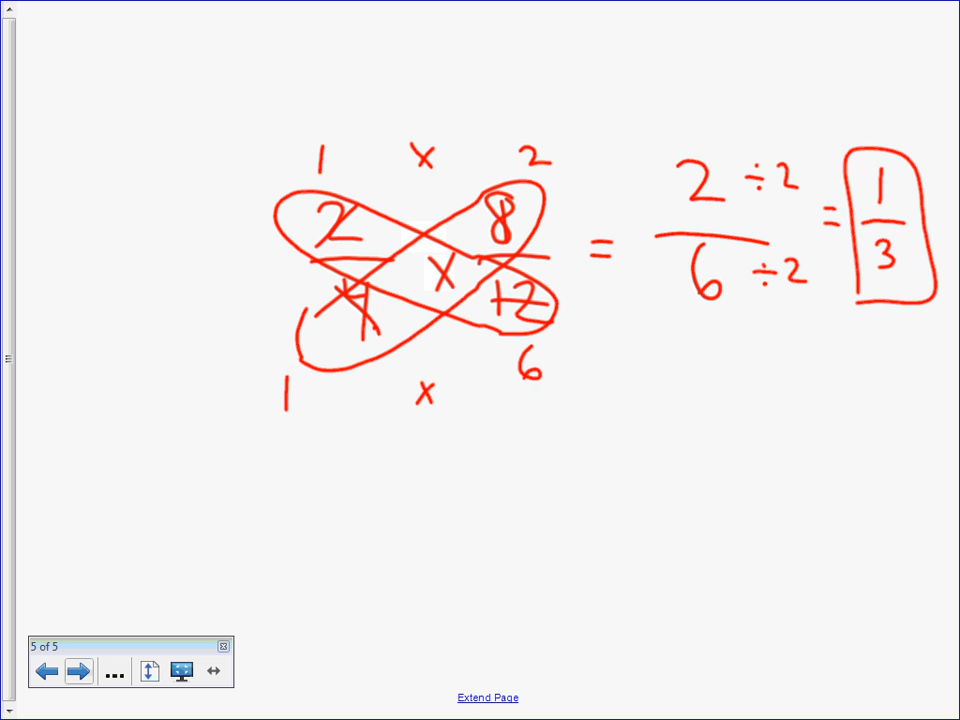 1 x 2
2 8
x = 2 ÷2 = 1
4 12 6 ÷2 3
6
1 x
5 of 5
...
Extend Page